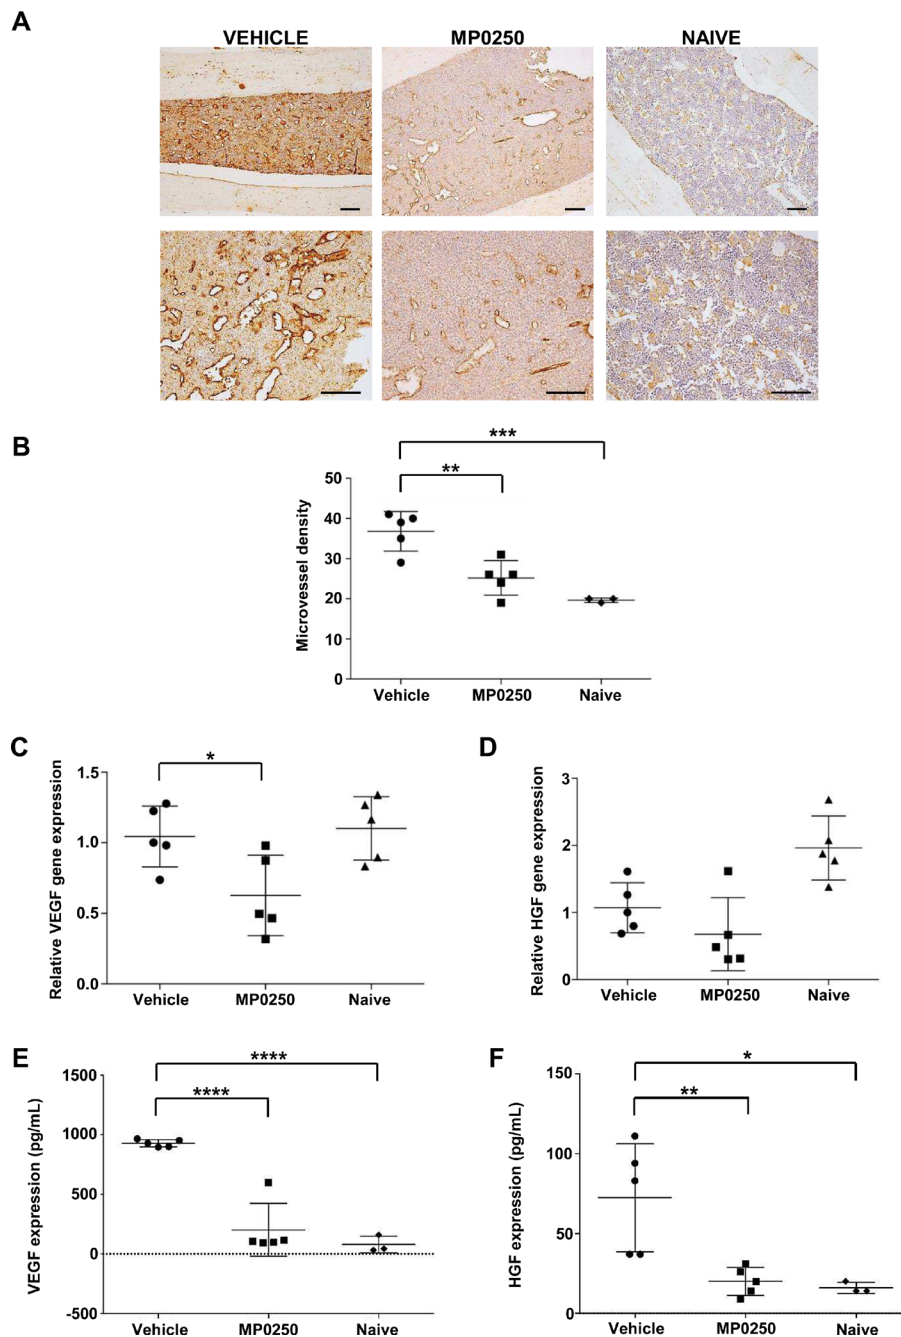 A
VEHICLE MP0250 NAIVE
B
***
**
Microvessel density
50
40
30
20
10
0
Vehicle MP0250 Naive
C
*
Relative VEGF gene expression
1.5
1.0
0.5
0.0
Vehicle MP0250 Naive
D
Relative HGF gene expression
3
2
1
0
Vehicle MP0250 Naive
E
****
****
VEGF expression (pg/mL)
1500
1000
500
0
-500
Vehicle MP0250 Naive
F
*
**
HGF expression (pg/mL)
150
100
50
0
Vehicle MP0250 Naive